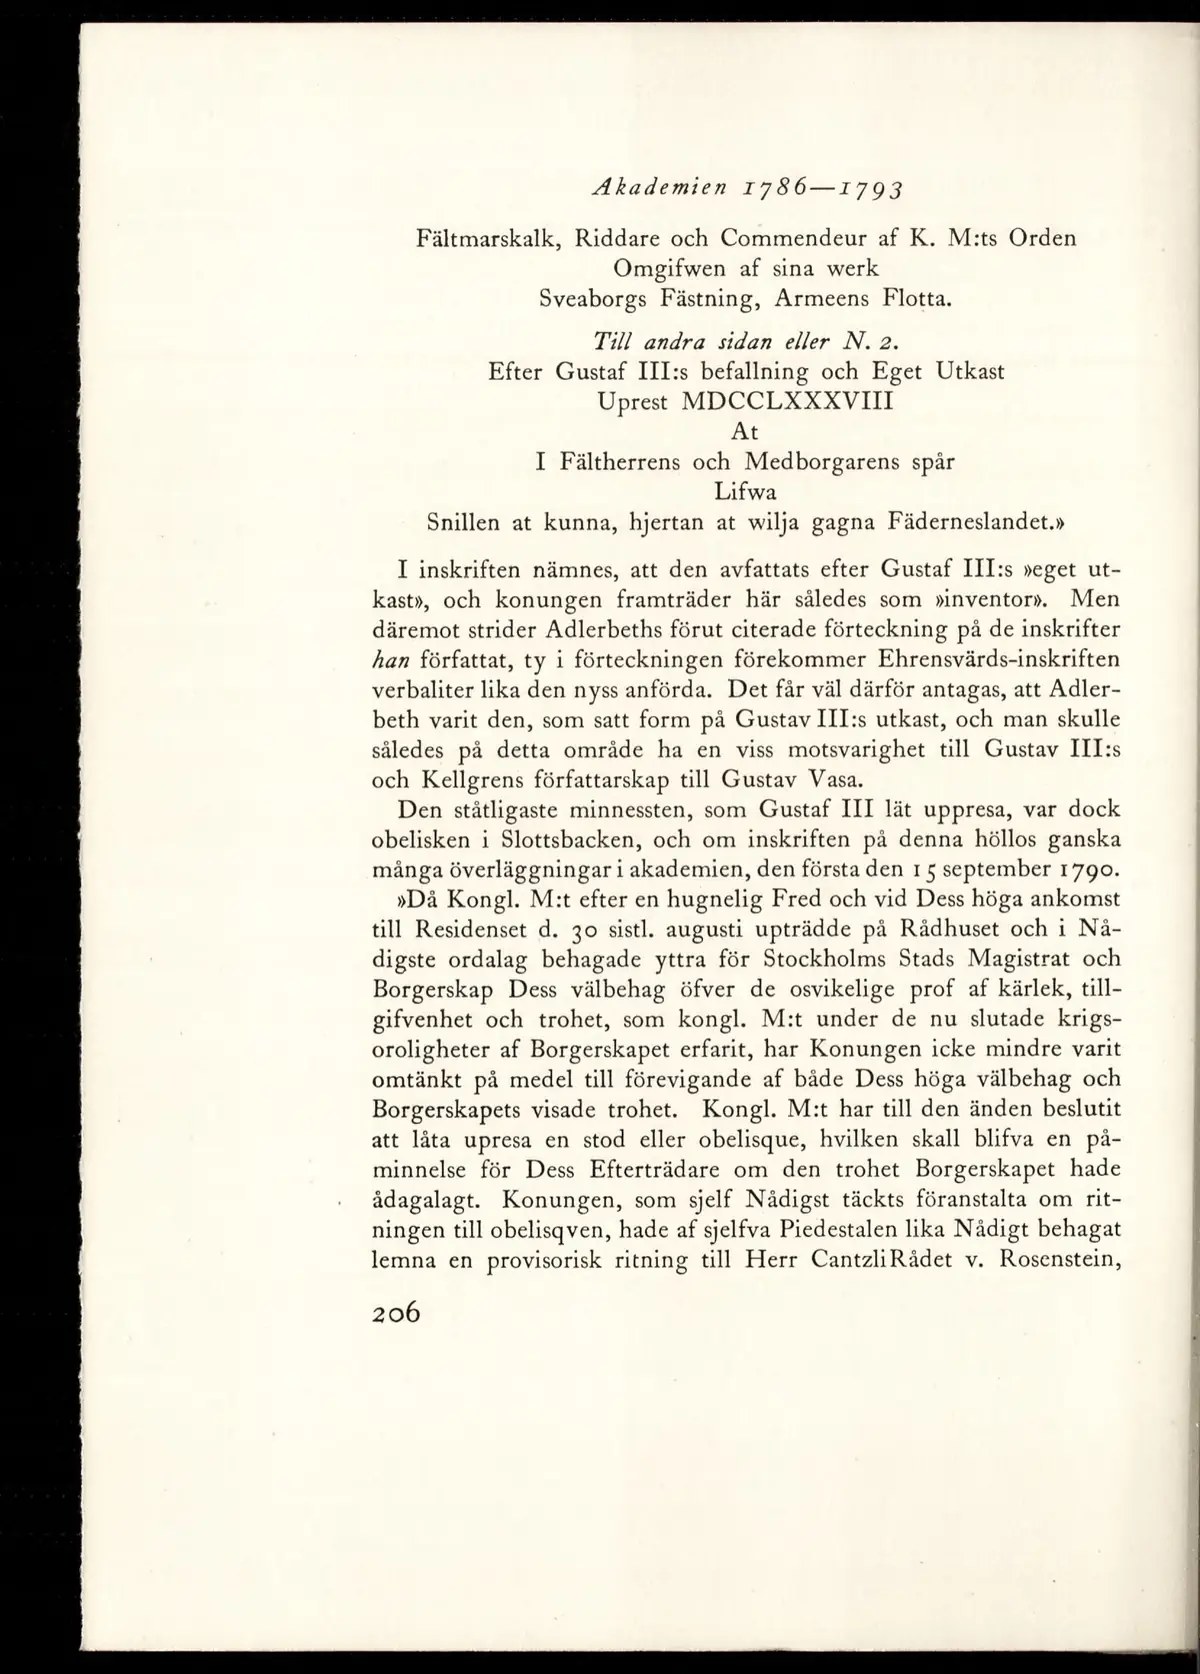 Akademien 1786—1793
Fältmarskalk, Riddare och Commendeur af K. M:ts Orden
Omgifwen af sina werk
Sveaborgs Fästning, Armeens Flotta.
Till andra sidan eller N. 2.
Efter Gustaf III:s befallning och Eget Utkast
Uprest MDCCLXXXVIII
At
I Fältherrens och Medborgarens spår
Lifwa
Snillen at kunna, hjertan at wilja gagna Fäderneslandet.»
I inskriften nämnes, att den avfattats efter Gustaf III:s »eget ut-
kast», och konungen framträder här således som »inventor». Men
däremot strider Adlerbeths förut citerade förteckning på de inskrifter
han författat, ty i förteckningen förekommer Ehrensvärds-inskriften
verbaliter lika den nyss anförda. Det får väl därför antagas, att Adler-
beth varit den, som satt form på Gustav III:s utkast, och man skulle
således på detta område ha en viss motsvarighet till Gustav III:s
och Kellgrens författarskap till Gustav Vasa.
Den ståtligaste minnessten, som Gustaf III lät uppresa, var dock
obelisken i Slottsbacken, och om inskriften på denna höllos ganska
många överläggningar i akademien, den första den 15 september 1790.
»Då Kongl. M:t efter en hugnelig Fred och vid Dess höga ankomst
till Residenset d. 30 sistl. augusti upträdde på Rådhuset och i Nå-
digste ordalag behagade yttra för Stockholms Stads Magistrat och
Borgerskap Dess välbehag öfver de osvikelige prof af kärlek, till-
gifvenhet och trohet, som kongl. M:t under de nu slutade krigs-
oroligheter af Borgerskapet erfarit, har Konungen icke mindre varit
omtänkt på medel till förevigande af både Dess höga välbehag och
Borgerskapets visade trohet. Kongl. M:t har till den änden beslutit
att låta upresa en stod eller obelisque, hvilken skall blifva en på-
minnelse för Dess Efterträdare om den trohet Borgerskapet hade
ådagalagt. Konungen, som sjelf Nådigst täckts föranstalta om rit-
ningen till obelisqven, hade af sjelfva Piedestalen lika Nådigt behagat
lemna en provisorisk ritning till Herr CantzliRådet v. Rosenstein,
206